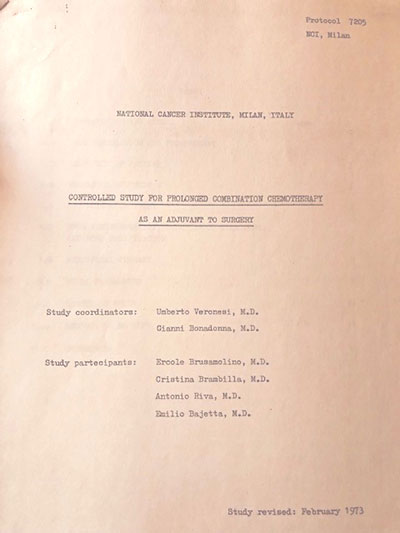 Protocol 7205
NCI, Milan
NATIONAL CANCER INSTITUTE, MILAN, ITALY
CONTROLLED STUDY FOR PROLONGED COMBINATION CHEMOTHERAPY
AS AN ADJUVANT TO SURGERY
Study coordinators: Umberto Veronesi, M.D.
Gianni Bonadonna, M.D.
Study partecipants: Ercole Brusamolino, M.D.
Cristina Brambilla, M.D.
Antonio Riva, M.D.
Emilio Bajetta, M.D.
Study revised: February 1973